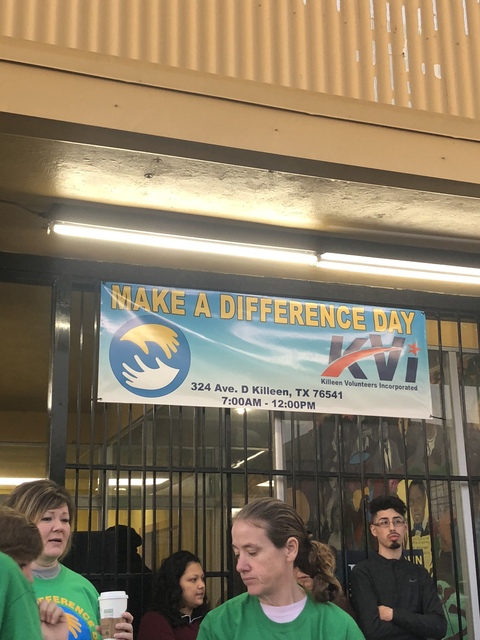 MAKE A DIFFERENCE DAY
KVI
Killeen Volunteers Incorporated
324 Ave. D Killeen, TX 76541
7:00AM - 12:00PM